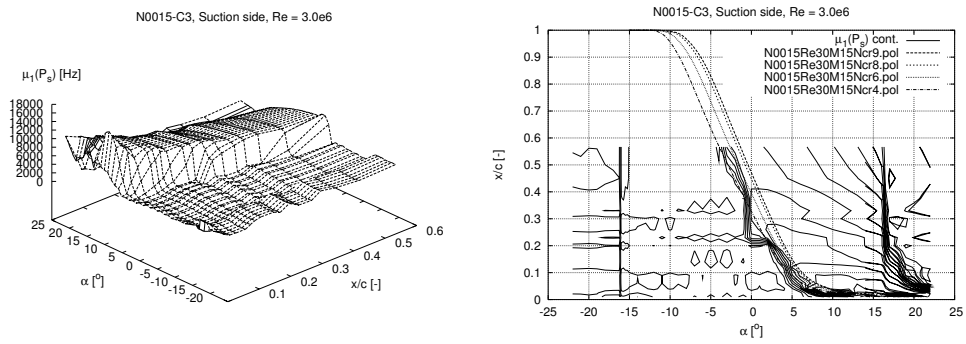 N0015-C3, Suction side, Re = 3.0e6
μ₁(Pₛ) [Hz]
18000
16000
14000
12000
10000
8000
6000
4000
2000
0
25
20
15
10
5
0
-5
-10
-15
-20
α [°]
0.1
0.2
0.3
0.4
0.5
0.6
x/c [-]
N0015-C3, Suction side, Re = 3.0e6
μ₁(Pₛ) cont.
N0015Re30M15Ncr9.pol
N0015Re30M15Ncr8.pol
N0015Re30M15Ncr6.pol
N0015Re30M15Ncr4.pol
1
0.9
0.8
0.7
0.6
0.5
0.4
0.3
0.2
0.1
0
x/c [-]
-25 -20 -15 -10 -5 0 5 10 15 20 25
α [°]